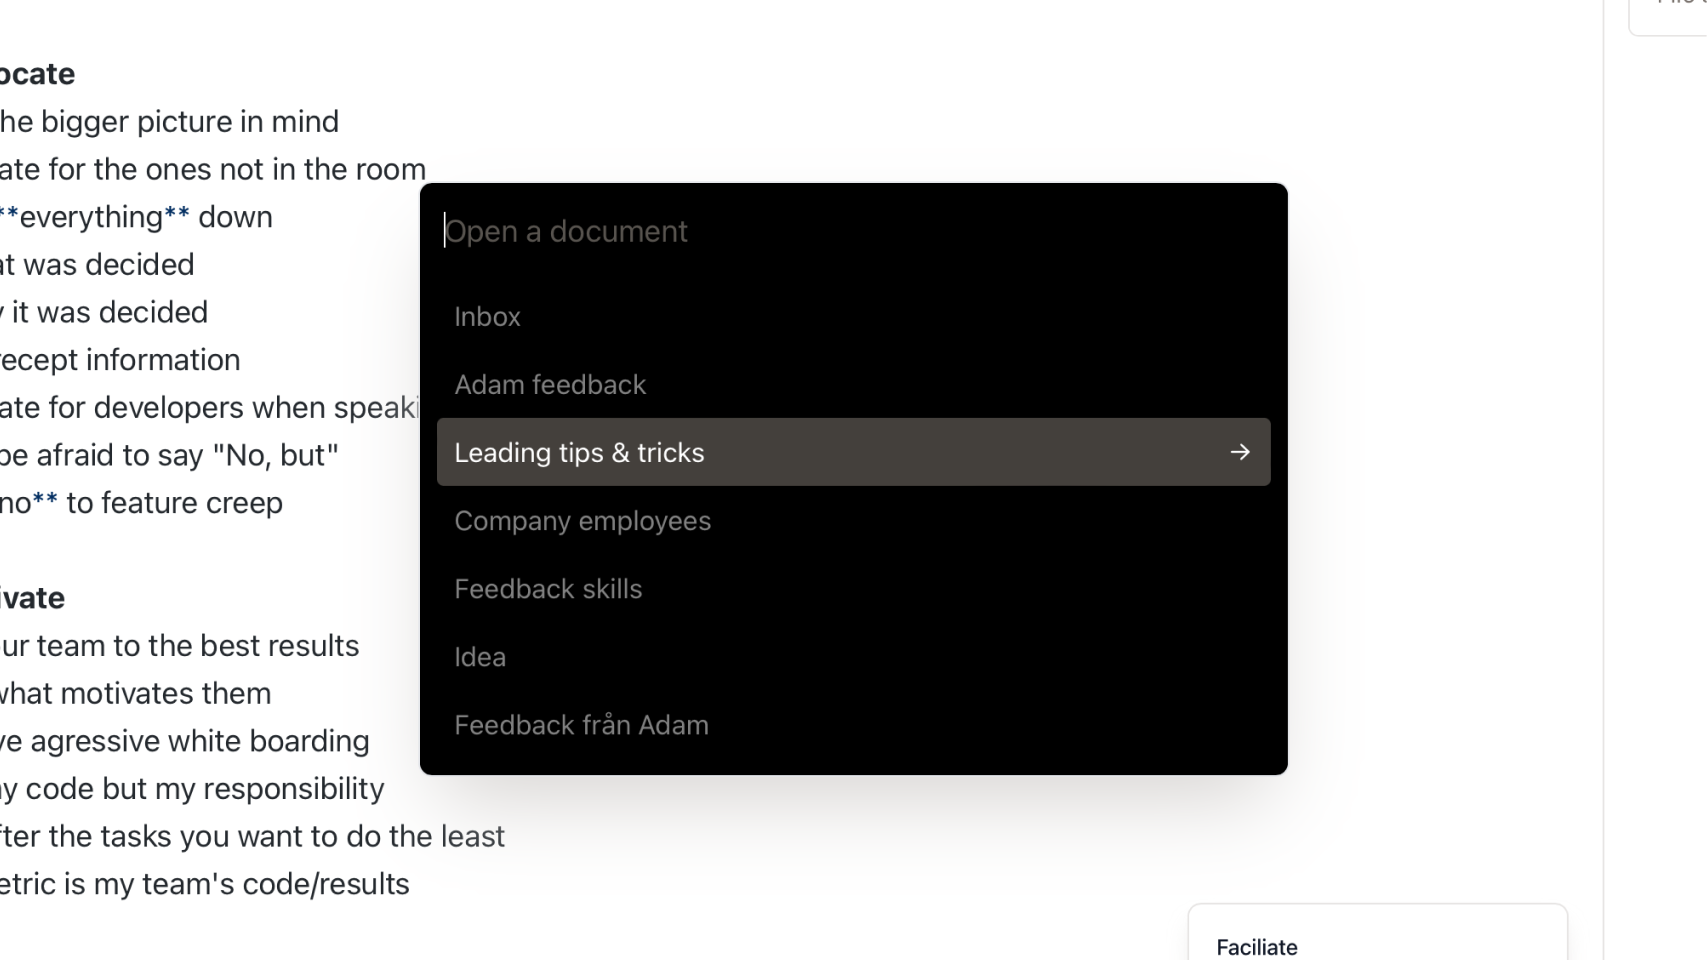 ocate
he bigger picture in mind
ate for the ones not in the room
**everything** down
at was decided
y it was decided
recept information
ate for developers when speaki
be afraid to say "No, but"
no** to feature creep
ivate
ur team to the best results
what motivates them
ve agressive white boarding
ny code but my responsibility
fter the tasks you want to do the least
etric is my team's code/results
Open a document
Inbox
Adam feedback
Leading tips & tricks →
Company employees
Feedback skills
Idea
Feedback från Adam
Faciliate